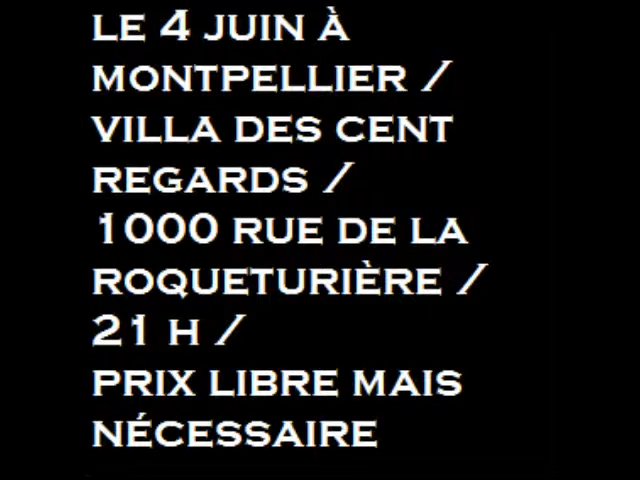 LE 4 JUIN À
MONTPELLIER /
VILLA DES CENT
REGARDS /
1000 RUE DE LA
ROQUETURIÈRE /
21 H /
PRIX LIBRE MAIS
NÉCESSAIRE